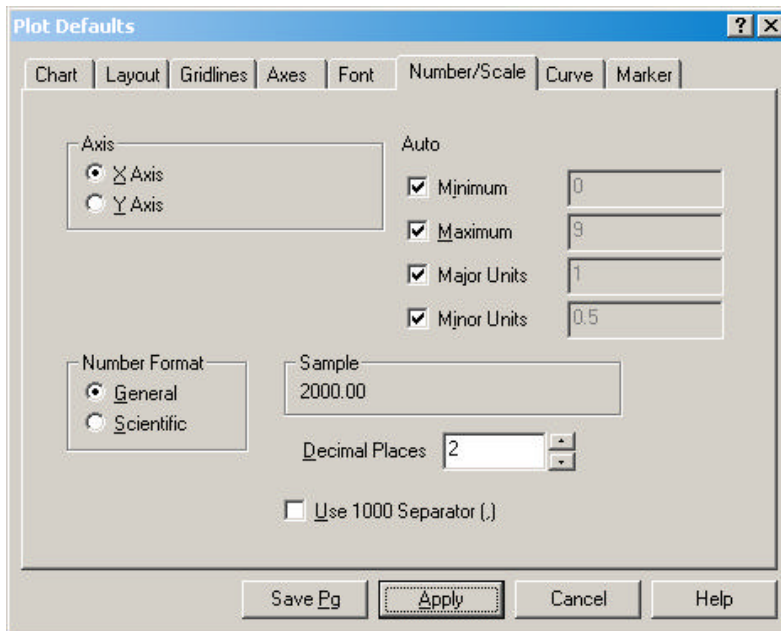 Plot Defaults
Chart Layout Gridlines Axes Font Number/Scale Curve Marker
Axis
X Axis
Y Axis
Auto
Minimum 0
Maximum 9
Major Units 1
Minor Units 0.5
Number Format
General
Scientific
Sample
2000.00
Decimal Places 2
Use 1000 Separator (,)
Save Pg Apply Cancel Help